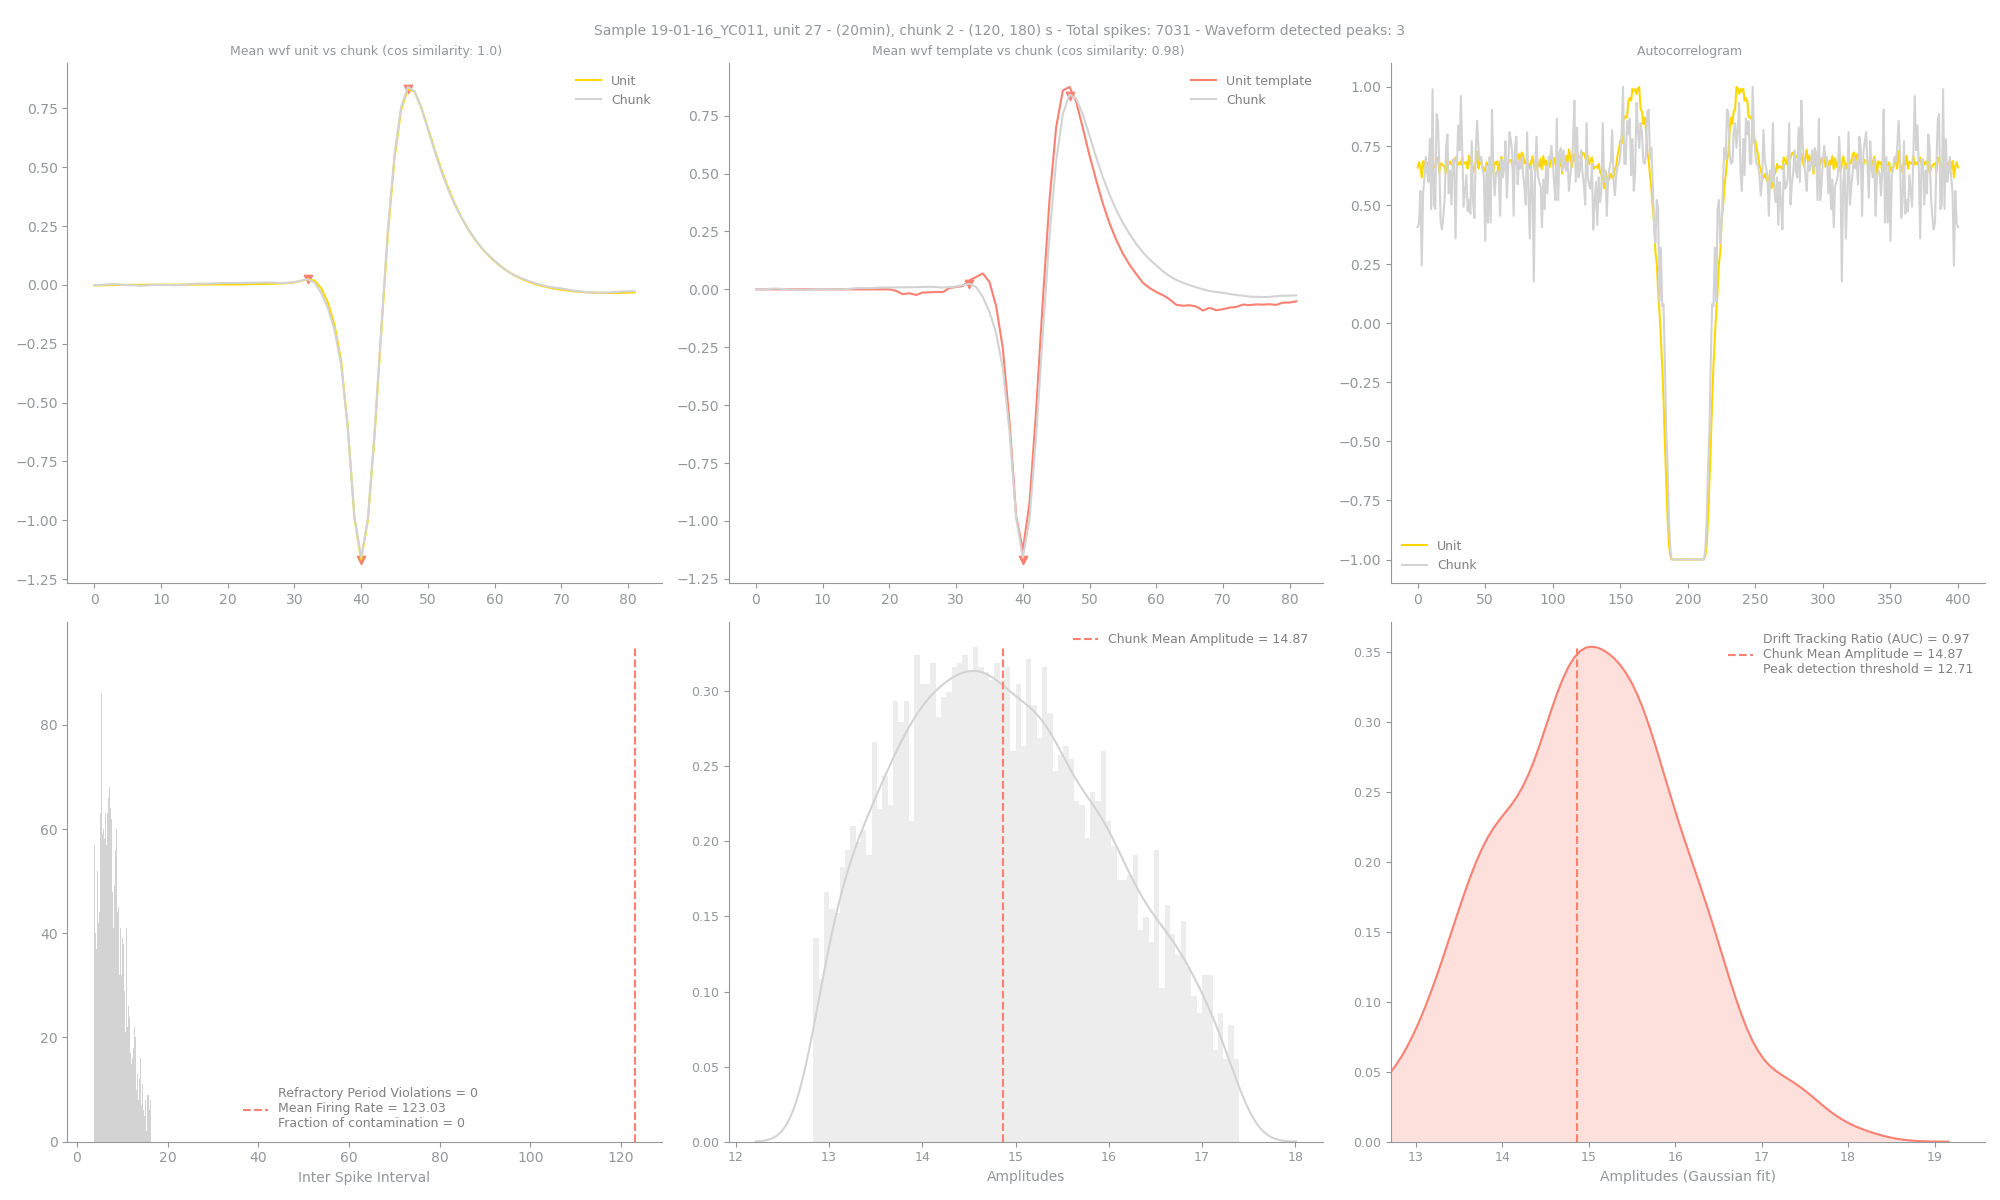 Sample 19-01-16_YC011, unit 27 - (20min), chunk 2 - (120, 180) s - Total spikes: 7031 - Waveform detected peaks: 3
Mean wvf unit vs chunk (cos similarity: 1.0)
Unit
Chunk
0.75
0.50
0.25
0.00
−0.25
−0.50
−0.75
−1.00
−1.25
0 10 20 30 40 50 60 70 80
Mean wvf template vs chunk (cos similarity: 0.98)
Unit template
Chunk
0.75
0.50
0.25
0.00
−0.25
−0.50
−0.75
−1.00
−1.25
0 10 20 30 40 50 60 70 80
Autocorrelogram
1.00
0.75
0.50
0.25
0.00
−0.25
−0.50
−0.75
−1.00
Unit
Chunk
0 50 100 150 200 250 300 350 400
80
60
40
20
0
Refractory Period Violations = 0
Mean Firing Rate = 123.03
Fraction of contamination = 0
0 20 40 60 80 100 120
Inter Spike Interval
Chunk Mean Amplitude = 14.87
0.30
0.25
0.20
0.15
0.10
0.05
0.00
12 13 14 15 16 17 18
Amplitudes
Drift Tracking Ratio (AUC) = 0.97
Chunk Mean Amplitude = 14.87
Peak detection threshold = 12.71
0.35
0.30
0.25
0.20
0.15
0.10
0.05
0.00
13 14 15 16 17 18 19
Amplitudes (Gaussian fit)